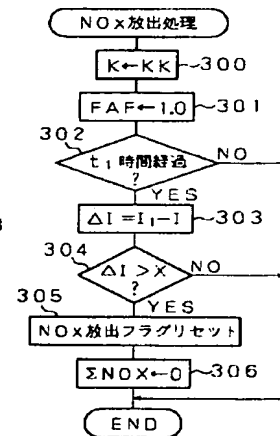 NOx放出処理
K←KK 300
FAF←1.0 301
302
t₁時間経過
?
NO
YES
ΔI=I₁-I 303
304
ΔI>X
?
NO
YES
305
NOx放出フラグリセット
ΣNOX←0 306
END